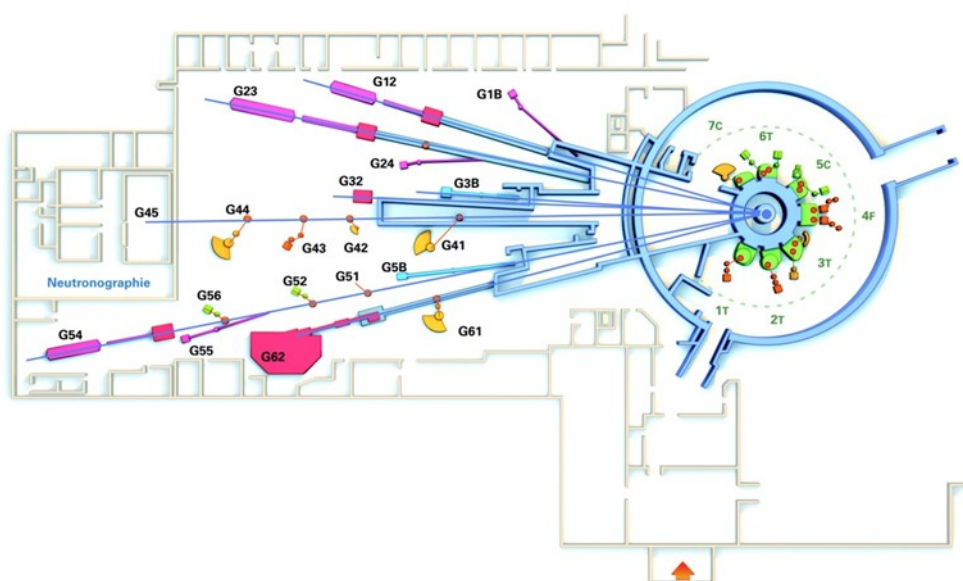 G12
G23
G1B
7C
6T
5C
G24
G32
G3B
G45
G44
G43
G42
G41
4F
3T
Neutronographie
G5B
G51
G52
G56
1T
2T
G54
G55
G62
G61